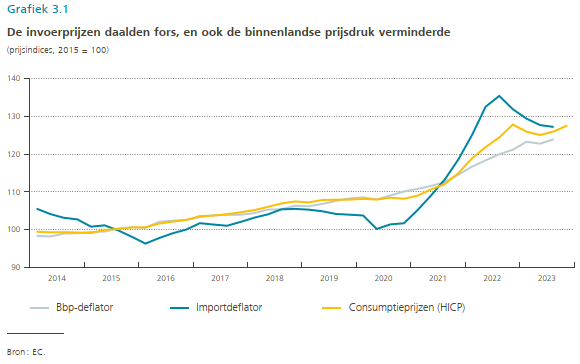 Grafiek 3.1
De invoerprijzen daalden fors, en ook de binnenlandse prijsdruk verminderde
(prijsindices, 2015 = 100)
140
130
120
110
100
90
2014 2015 2016 2017 2018 2019 2020 2021 2022 2023
Bbp-deflator Importdeflator Consumptieprijzen (HICP)
Bron: EC.